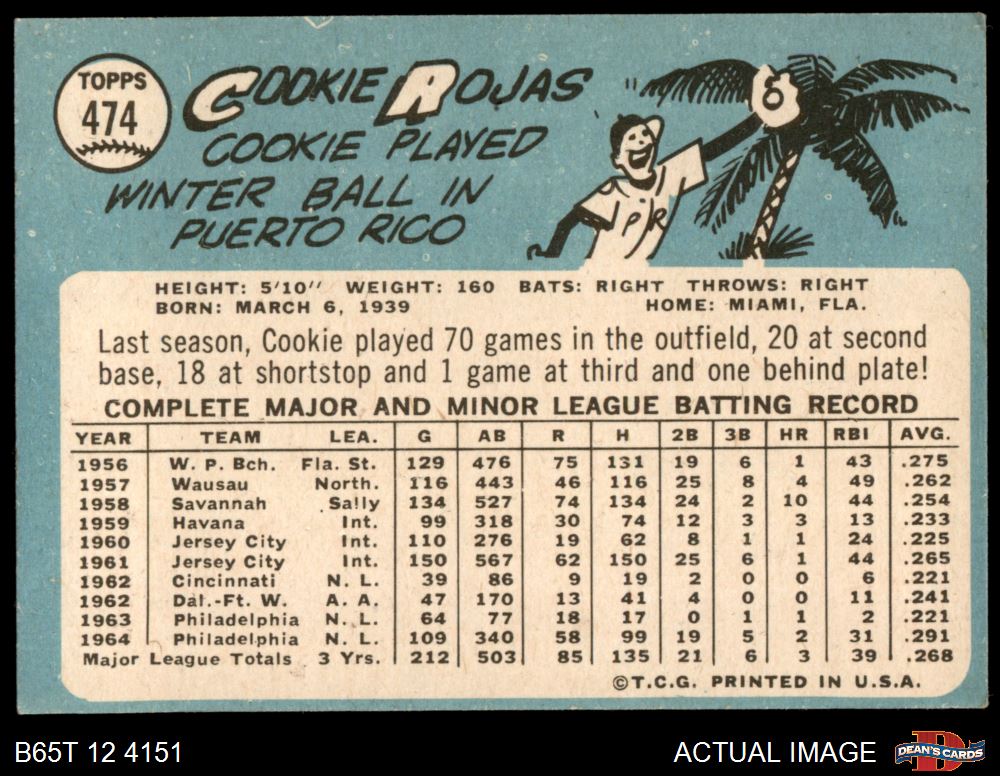 TOPPS
474
COOKIE ROJAS
COOKIE PLAYED
WINTER BALL IN
PUERTO RICO
PR
HEIGHT: 5'10" WEIGHT: 160 BATS: RIGHT THROWS: RIGHT
BORN: MARCH 6, 1939 HOME: MIAMI, FLA.
Last season, Cookie played 70 games in the outfield, 20 at second
base, 18 at shortstop and 1 game at third and one behind plate!
COMPLETE MAJOR AND MINOR LEAGUE BATTING RECORD
YEAR TEAM LEA. G AB R H 2B 3B HR RBI AVG.
1956 W. P. Bch. Fla. St. 129 476 75 131 19 6 1 43 .275
1957 Wausau North. 116 443 46 116 25 8 4 49 .262
1958 Savannah Sally 134 527 74 134 24 2 10 44 .254
1959 Havana Int. 99 318 30 74 12 3 3 13 .233
1960 Jersey City Int. 110 276 19 62 8 1 1 24 .225
1961 Jersey City Int. 150 567 62 150 25 6 1 44 .265
1962 Cincinnati N. L. 39 86 9 19 2 0 0 6 .221
1962 Dal.-Ft. W. A. A. 47 170 13 41 4 0 0 11 .241
1963 Philadelphia N. L. 64 77 18 17 0 1 1 2 .221
1964 Philadelphia N. L. 109 340 58 99 19 5 2 31 .291
Major League Totals 3 Yrs. 212 503 85 135 21 6 3 39 .268
©T.C.G. PRINTED IN U.S.A.
B65T 12 4151 ACTUAL IMAGE D DEAN'S CARDS